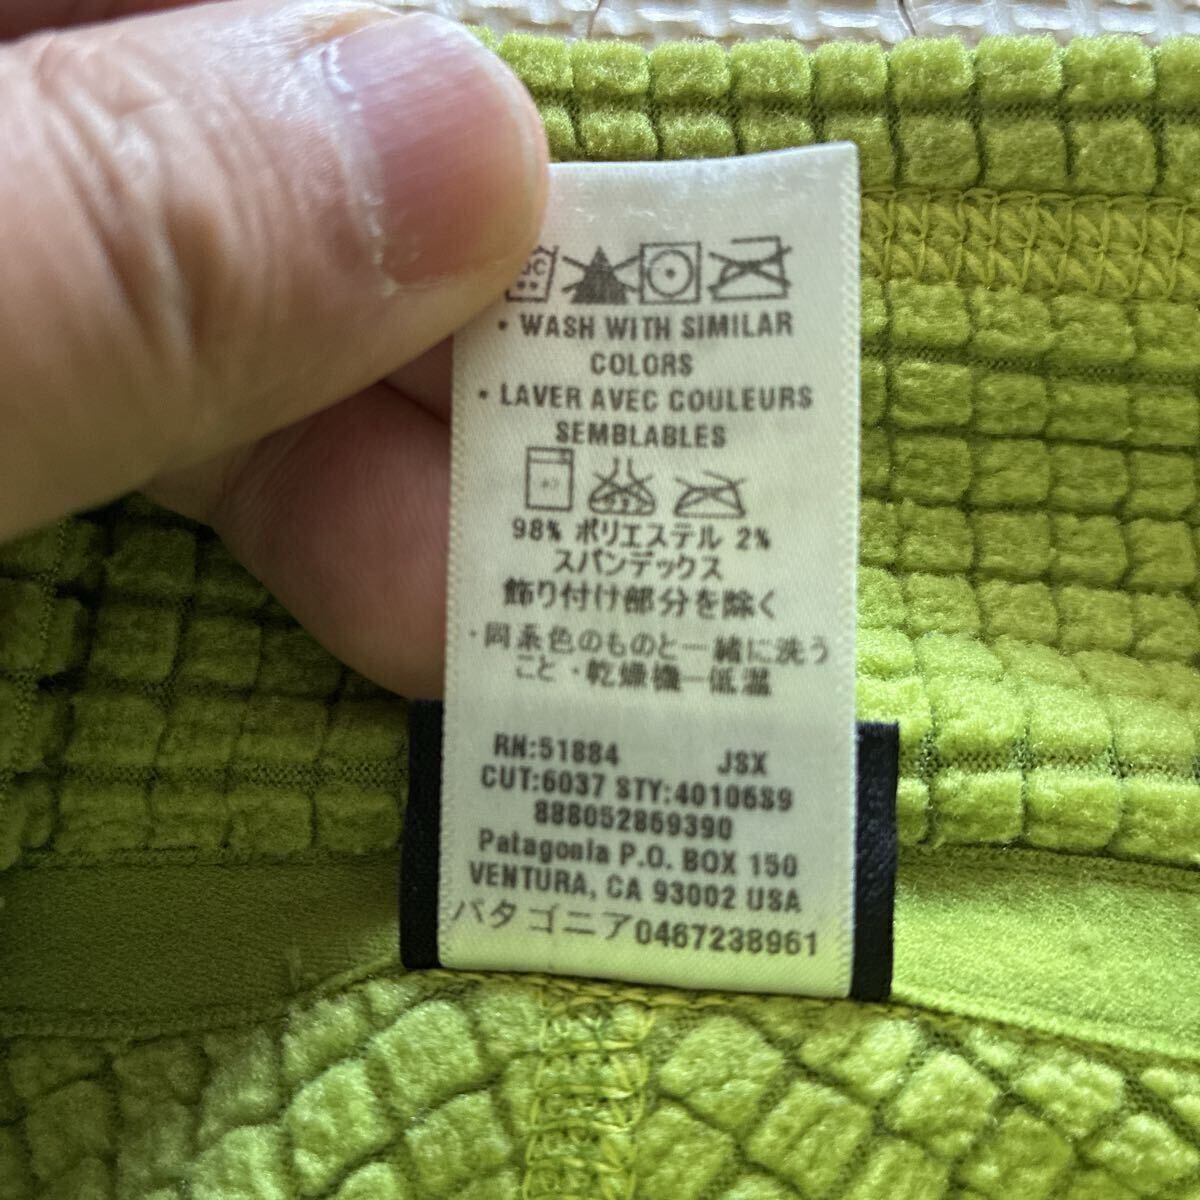 • WASH WITH SIMILAR
COLORS
• LAVER AVEC COULEURS
SEMBLABLES
98% ポリエステル 2%
スパンデックス
飾り付け部分を除く
・同系色のものと一緒に洗う
こと・乾燥機一低温
RN:51884 JSX
CUT:6037 STY:40106S9
888052869390
Patagonia P.O. BOX 150
VENTURA, CA 93002 USA
パタゴニア0467238961